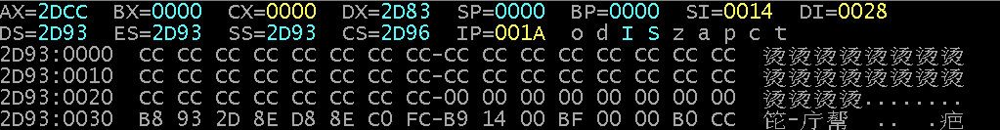 AX=2DCC BX=0000 CX=0000 DX=2D83 SP=0000 BP=0000 SI=0014 DI=0028
DS=2D93 ES=2D93 SS=2D93 CS=2D96 IP=001A o d I S z a p c t
2D93:0000 CC CC CC CC CC CC CC CC-CC CC CC CC CC CC CC CC 烫烫烫烫烫烫烫烫
2D93:0010 CC CC CC CC CC CC CC CC-CC CC CC CC CC CC CC CC 烫烫烫烫烫烫烫烫
2D93:0020 CC CC CC CC CC CC CC CC-00 00 00 00 00 00 00 00 烫烫烫烫........
2D93:0030 B8 93 2D 8E D8 8E C0 FC-B9 14 00 BF 00 00 B0 CC -庁幚 .. .疤